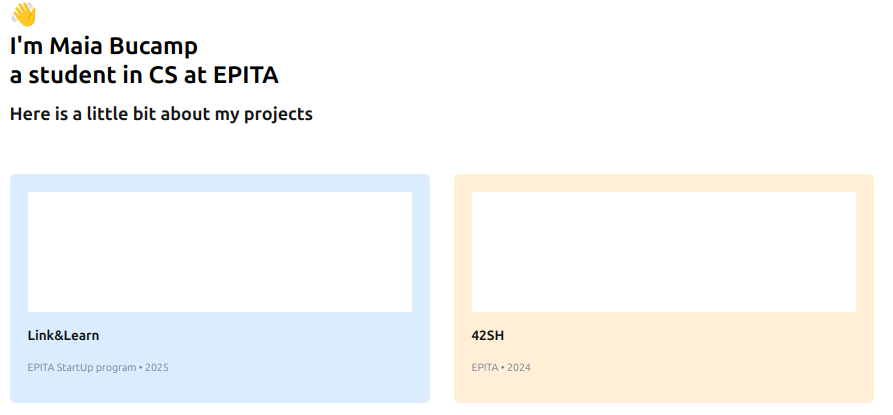 👋
I'm Maia Bucamp
a student in CS at EPITA
Here is a little bit about my projects
Link&Learn
EPITA StartUp program • 2025
42SH
EPITA • 2024